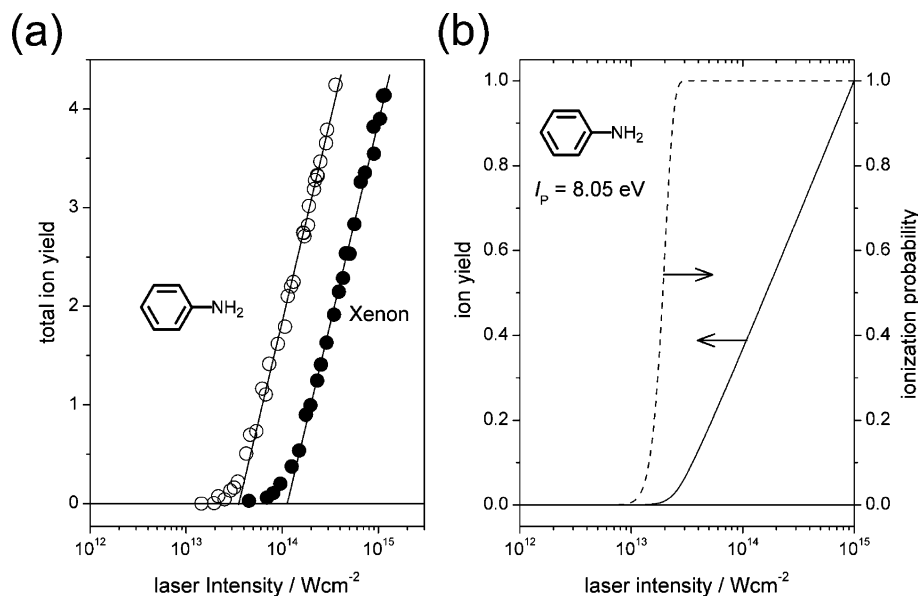 (a)
total ion yield
4
3
2
1
0
NH2
Xenon
10^12 10^13 10^14 10^15
laser Intensity / Wcm^-2
(b)
ion yield
1.0
0.8
0.6
0.4
0.2
0.0
NH2
IP = 8.05 eV
1.0
0.8
0.6
0.4
0.2
0.0
ionization probability
10^12 10^13 10^14 10^15
laser intensity / Wcm^-2